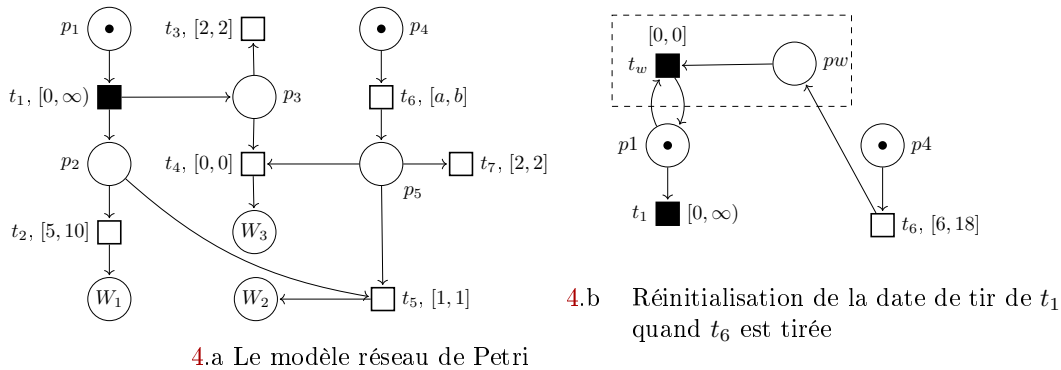 p₁
t₃, [2, 2]
p₄
t₁, [0, ∞)
p₃
t₆, [a, b]
p₂
t₄, [0, 0]
p₅
t₇, [2, 2]
t₂, [5, 10]
W₃
W₁
W₂
t₅, [1, 1]
4.a Le modèle réseau de Petri
[0, 0]
t_w
pw
p1
p4
t₁
[0, ∞)
t₆, [6, 18]
4.b Réinitialisation de la date de tir de t₁
quand t₆ est tirée